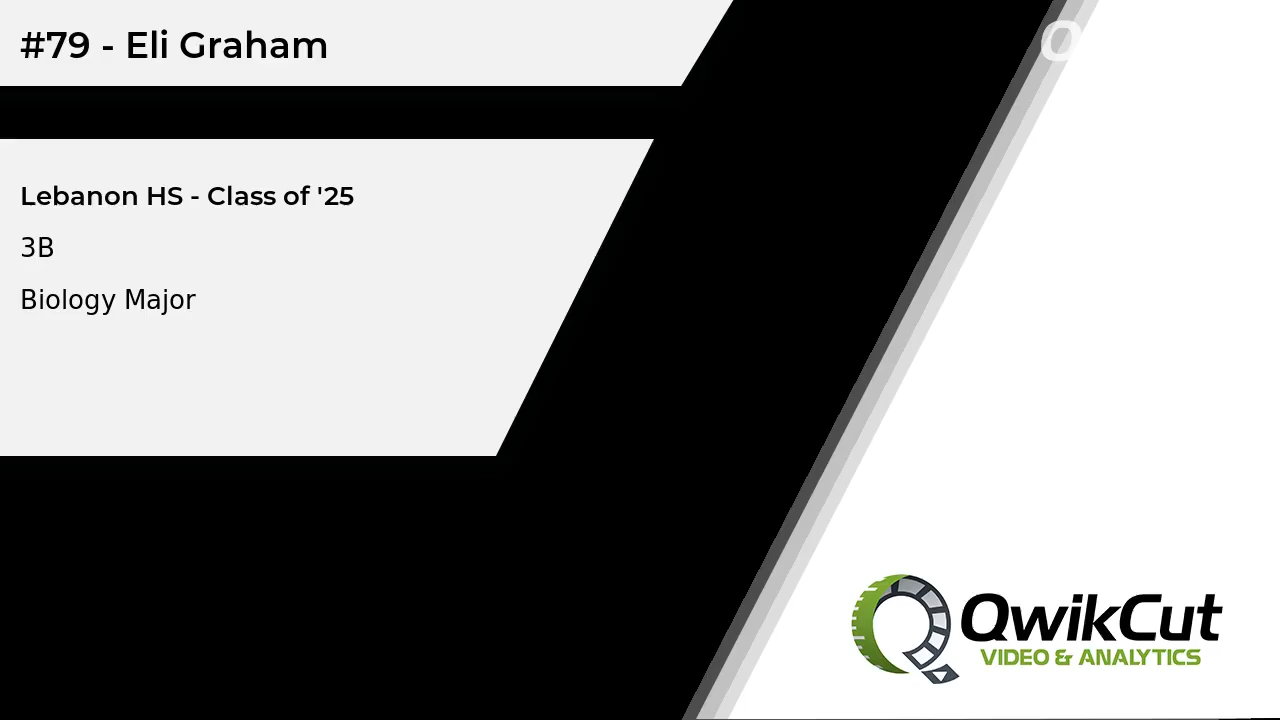 #79 - Eli Graham
Lebanon HS - Class of '25
3B
Biology Major
QwikCut
VIDEO & ANALYTICS